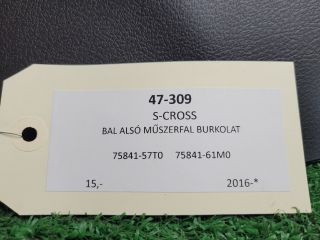 47-309
S-CROSS
BAL ALSÓ MŰSZERFAL BURKOLAT
75841-57T0 75841-61M0
15,- 2016-*